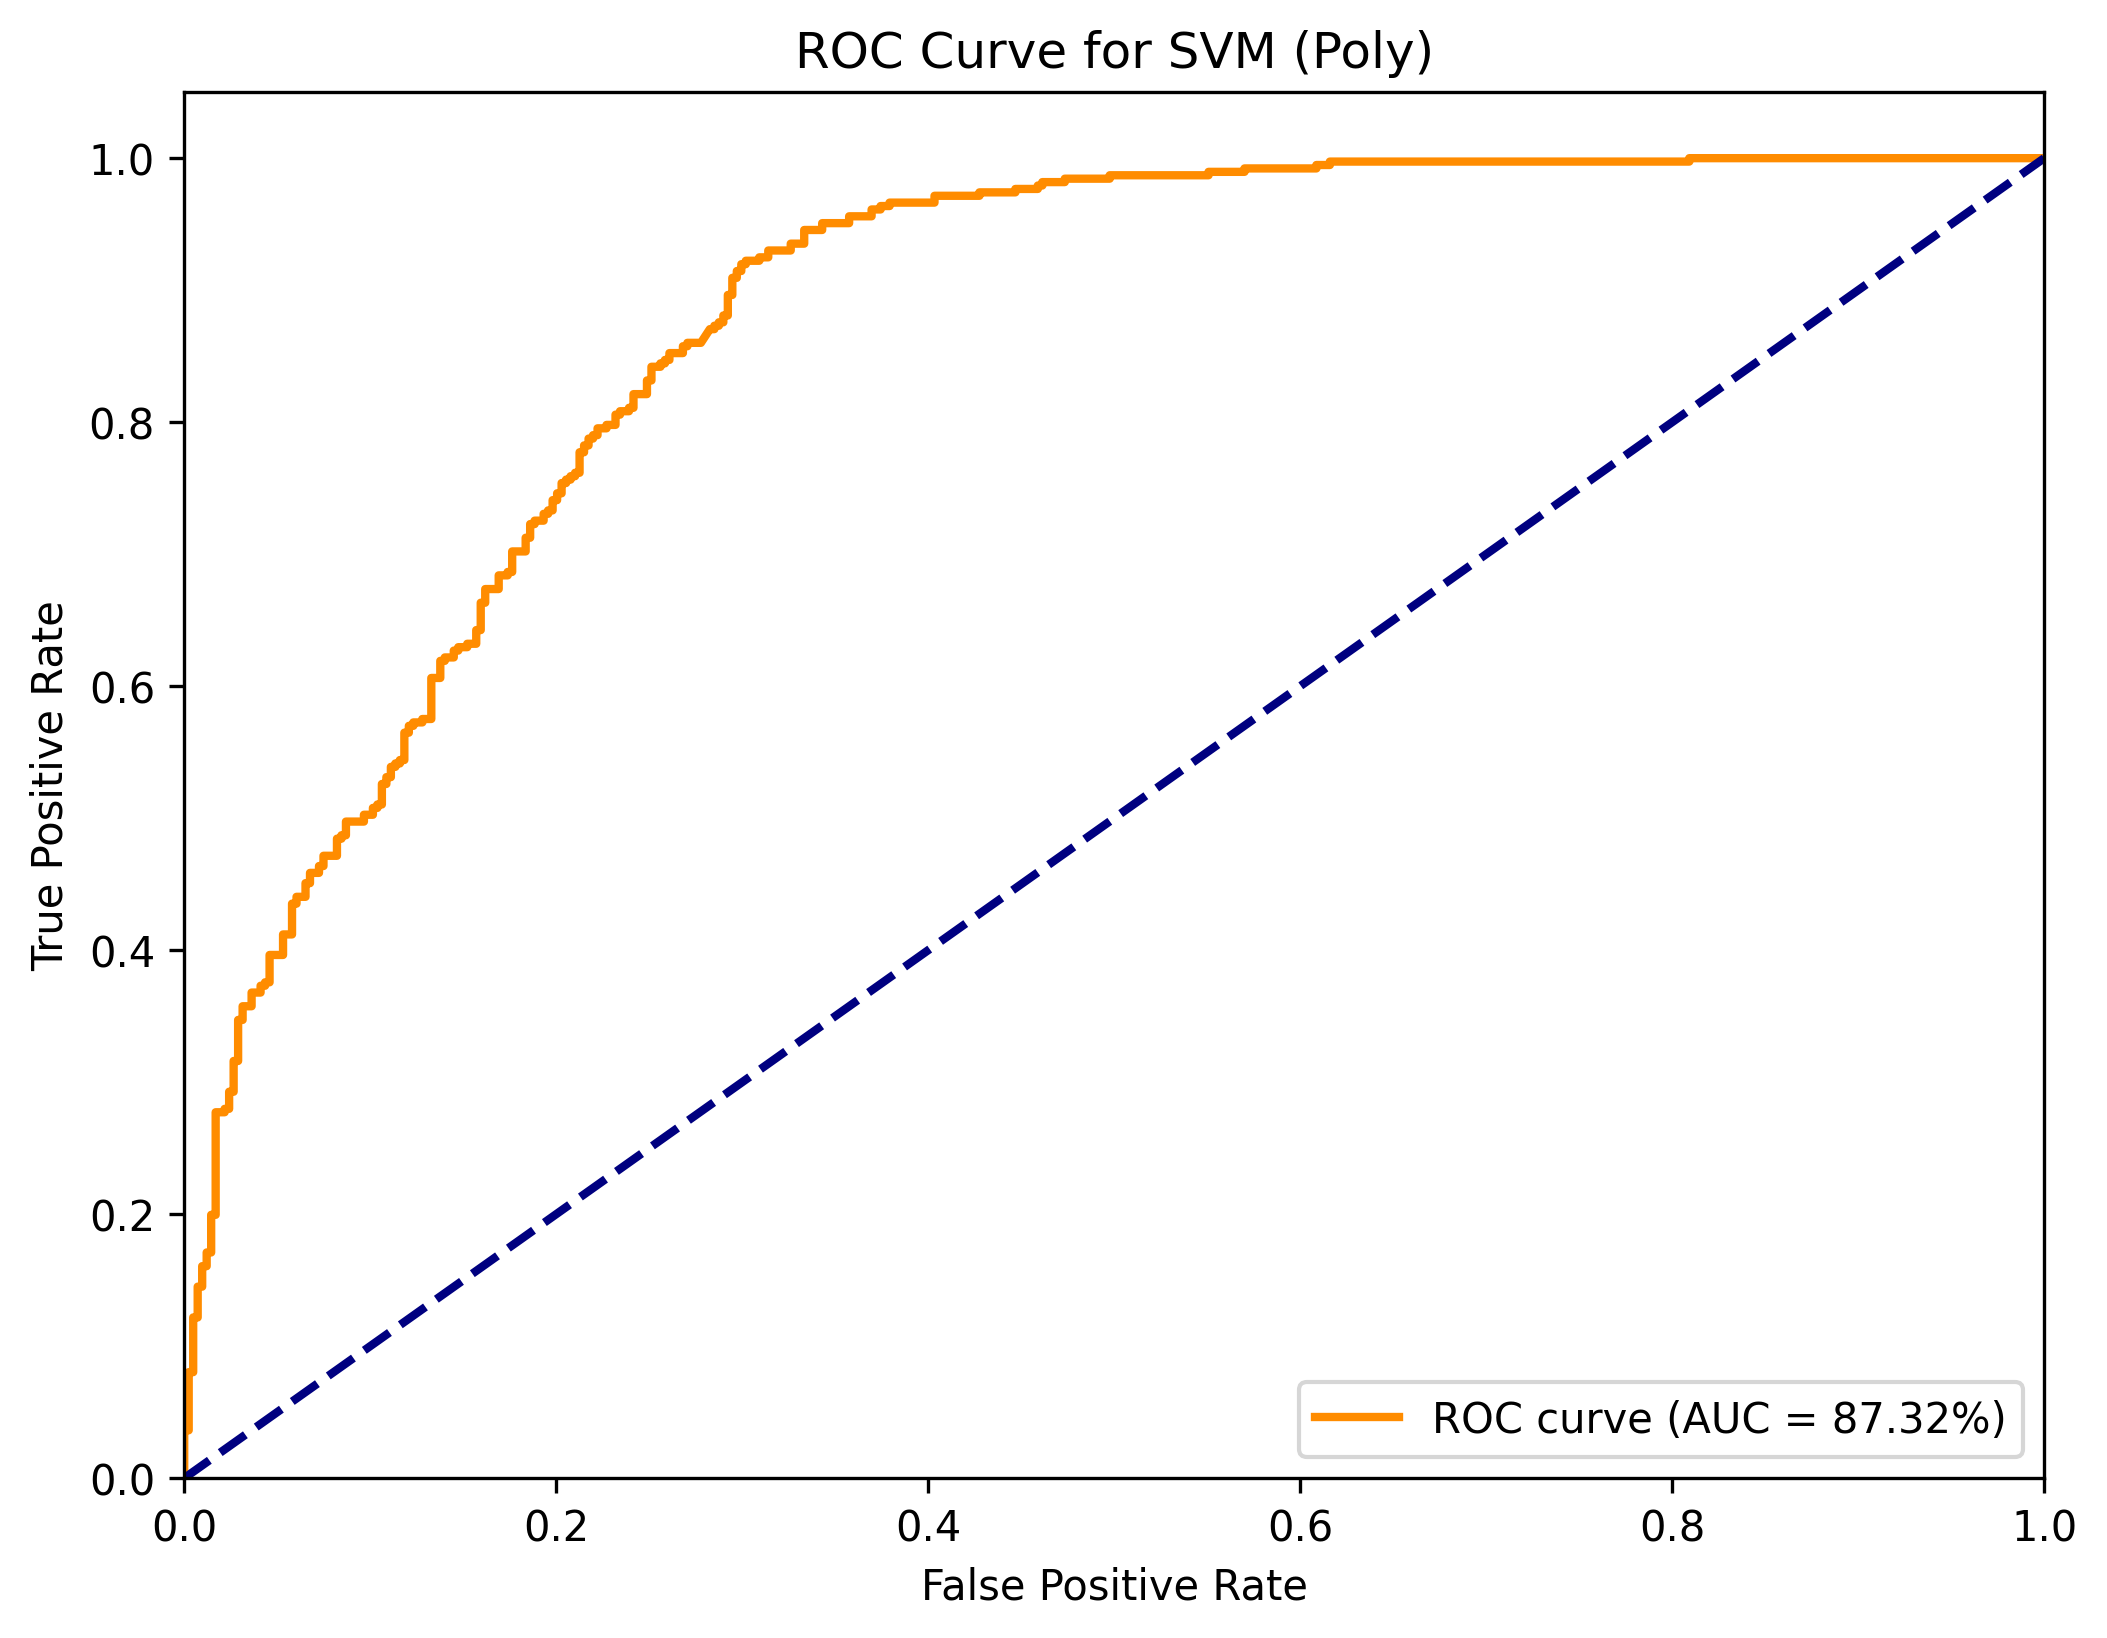 ROC Curve for SVM (Poly)
True Positive Rate
1.0
0.8
0.6
0.4
0.2
0.0
ROC curve (AUC = 87.32%)
0.0 0.2 0.4 0.6 0.8 1.0
False Positive Rate